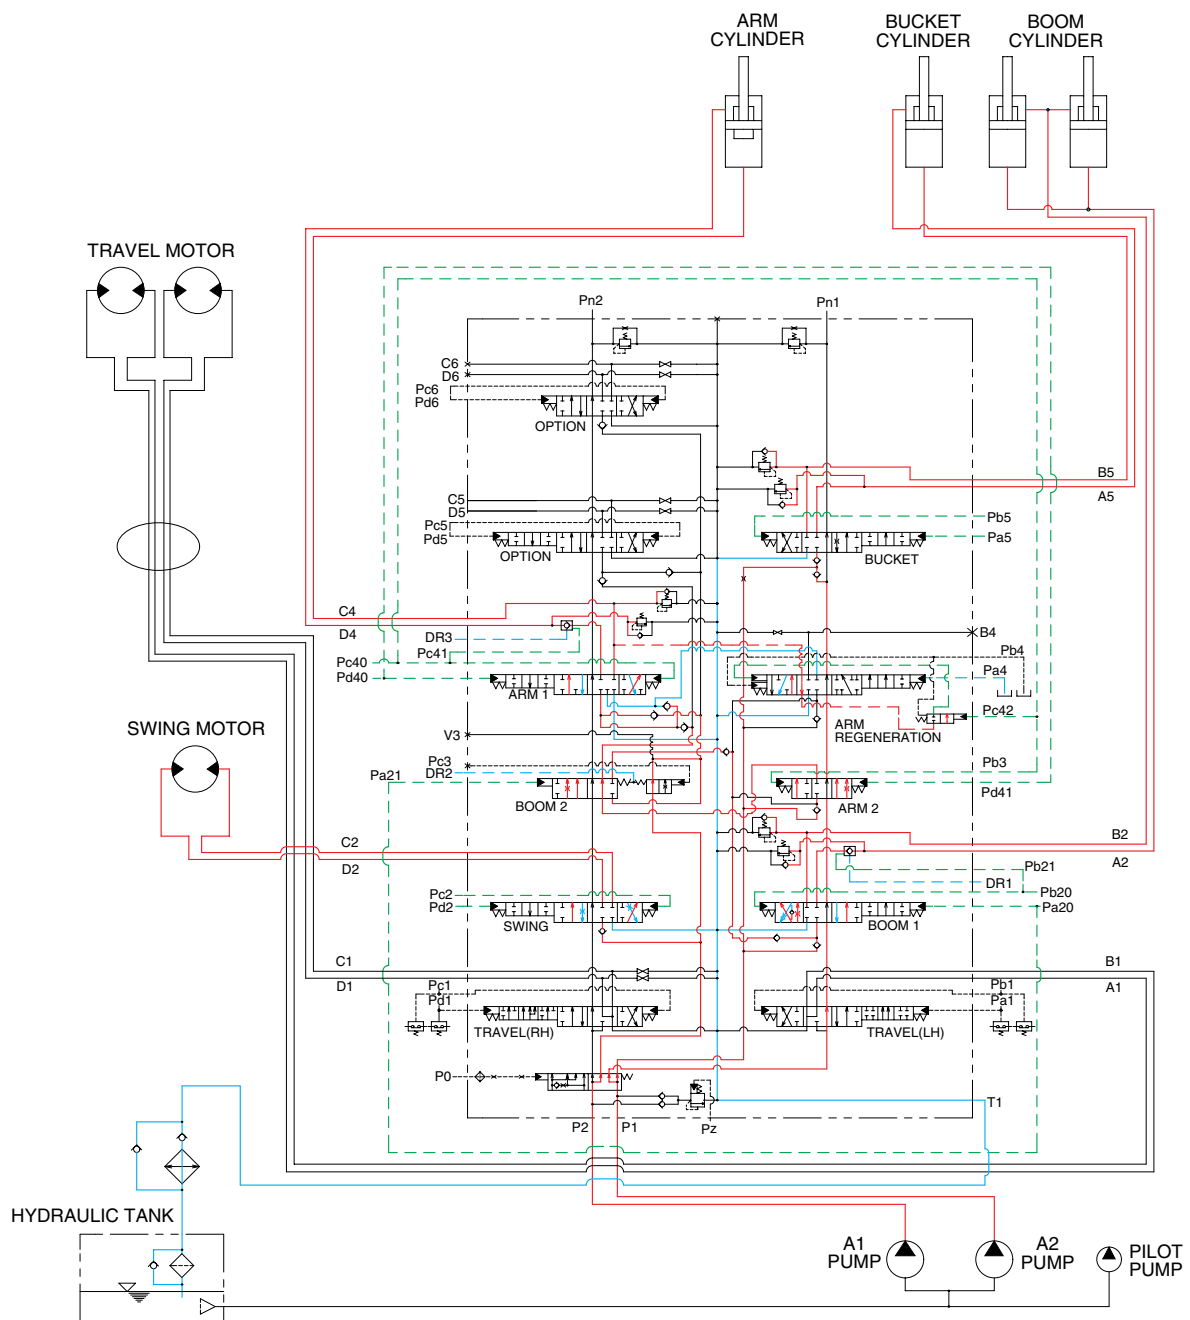 ARM
CYLINDER
BUCKET
CYLINDER
BOOM
CYLINDER
TRAVEL MOTOR
Pn2
Pn1
C6
D6
Pc6
Pd6
OPTION
B5
A5
C5
D5
Pc5
Pd5
OPTION
Pb5
Pa5
BUCKET
C4
D4
DR3
Pc41
Pc40
Pd40
ARM 1
B4
Pb4
Pa4
Pc42
ARM
REGENERATION
SWING MOTOR
V3
Pc3
DR2
Pa21
BOOM 2
Pb3
Pd41
ARM 2
C2
D2
B2
A2
Pb21
DR1
Pc2
Pd2
SWING
Pb20
Pa20
BOOM 1
C1
D1
B1
A1
Pc1
Pd1
TRAVEL(RH)
Pb1
Pa1
TRAVEL(LH)
P0
P2
P1
Pz
T1
HYDRAULIC TANK
A1
PUMP
A2
PUMP
PILOT
PUMP